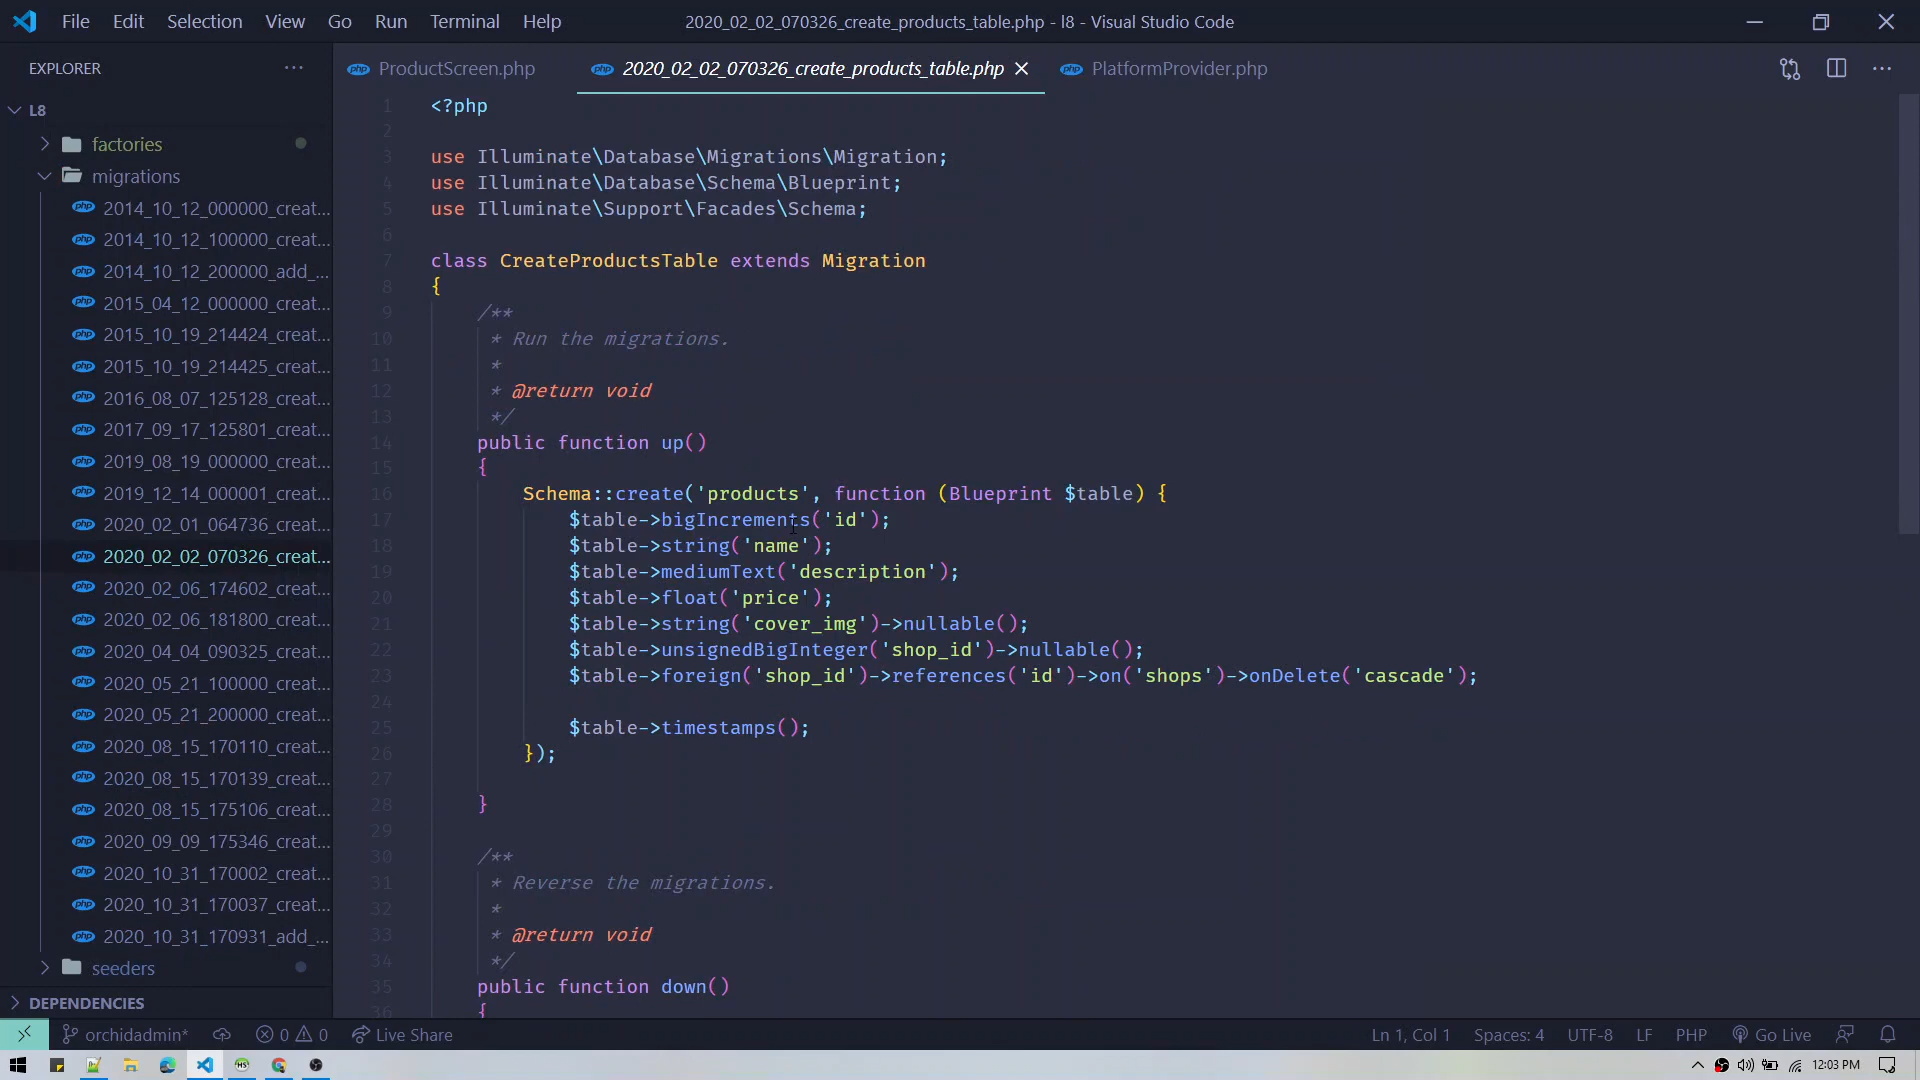 File Edit Selection View Go Run Terminal Help
2020_02_02_070326_create_products_table.php - l8 - Visual Studio Code
EXPLORER
L8
factories
migrations
2014_10_12_000000_creat...
2014_10_12_100000_creat...
2014_10_12_200000_add_...
2015_04_12_000000_creat...
2015_10_19_214424_creat...
2015_10_19_214425_creat...
2016_08_07_125128_creat...
2017_09_17_125801_creat...
2019_08_19_000000_creat...
2019_12_14_000001_creat...
2020_02_01_064736_creat...
2020_02_02_070326_creat...
2020_02_06_174602_creat...
2020_02_06_181800_creat...
2020_04_04_090325_creat...
2020_05_21_100000_creat...
2020_05_21_200000_creat...
2020_08_15_170110_creat...
2020_08_15_170139_creat...
2020_08_15_175106_creat...
2020_09_09_175346_creat...
2020_10_31_170002_creat...
2020_10_31_170037_creat...
2020_10_31_170931_add_...
seeders
DEPENDENCIES
ProductScreen.php
2020_02_02_070326_create_products_table.php
PlatformProvider.php
1 <?php
2
3 use Illuminate\Database\Migrations\Migration;
4 use Illuminate\Database\Schema\Blueprint;
5 use Illuminate\Support\Facades\Schema;
6
7 class CreateProductsTable extends Migration
8 {
9 /**
10 * Run the migrations.
11 *
12 * @return void
13 */
14 public function up()
15 {
16 Schema::create('products', function (Blueprint $table) {
17 $table->bigIncrements('id');
18 $table->string('name');
19 $table->mediumText('description');
20 $table->float('price');
21 $table->string('cover_img')->nullable();
22 $table->unsignedBigInteger('shop_id')->nullable();
23 $table->foreign('shop_id')->references('id')->on('shops')->onDelete('cascade');
24
25 $table->timestamps();
26 });
27
28 }
29
30 /**
31 * Reverse the migrations.
32 *
33 * @return void
34 */
35 public function down()
36 {
orchidadmin* 0 0 Live Share
Ln 1, Col 1 Spaces: 4 UTF-8 LF PHP Go Live
12:03 PM